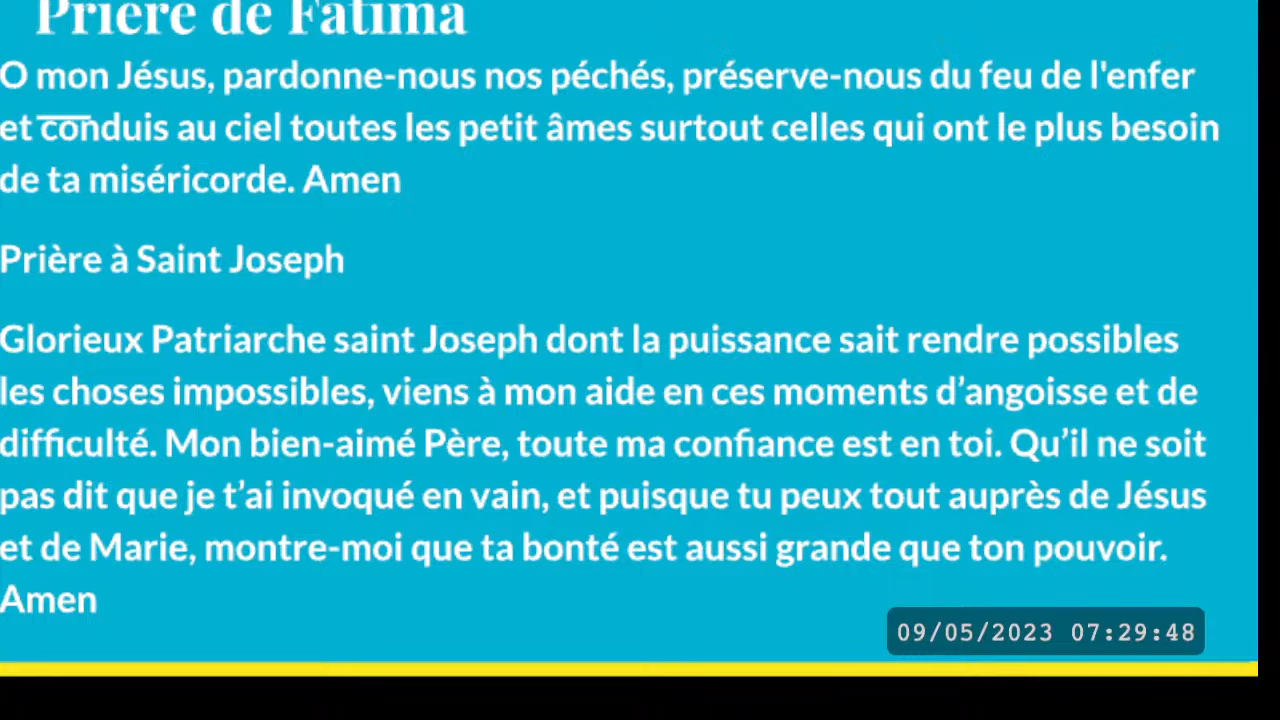 Prière de Fatima
O mon Jésus, pardonne-nous nos péchés, préserve-nous du feu de l'enfer
et conduis au ciel toutes les petit âmes surtout celles qui ont le plus besoin
de ta miséricorde. Amen
Prière à Saint Joseph
Glorieux Patriarche saint Joseph dont la puissance sait rendre possibles
les choses impossibles, viens à mon aide en ces moments d’angoisse et de
difficulté. Mon bien-aimé Père, toute ma confiance est en toi. Qu’il ne soit
pas dit que je t’ai invoqué en vain, et puisque tu peux tout auprès de Jésus
et de Marie, montre-moi que ta bonté est aussi grande que ton pouvoir.
Amen
09/05/2023 07:29:48